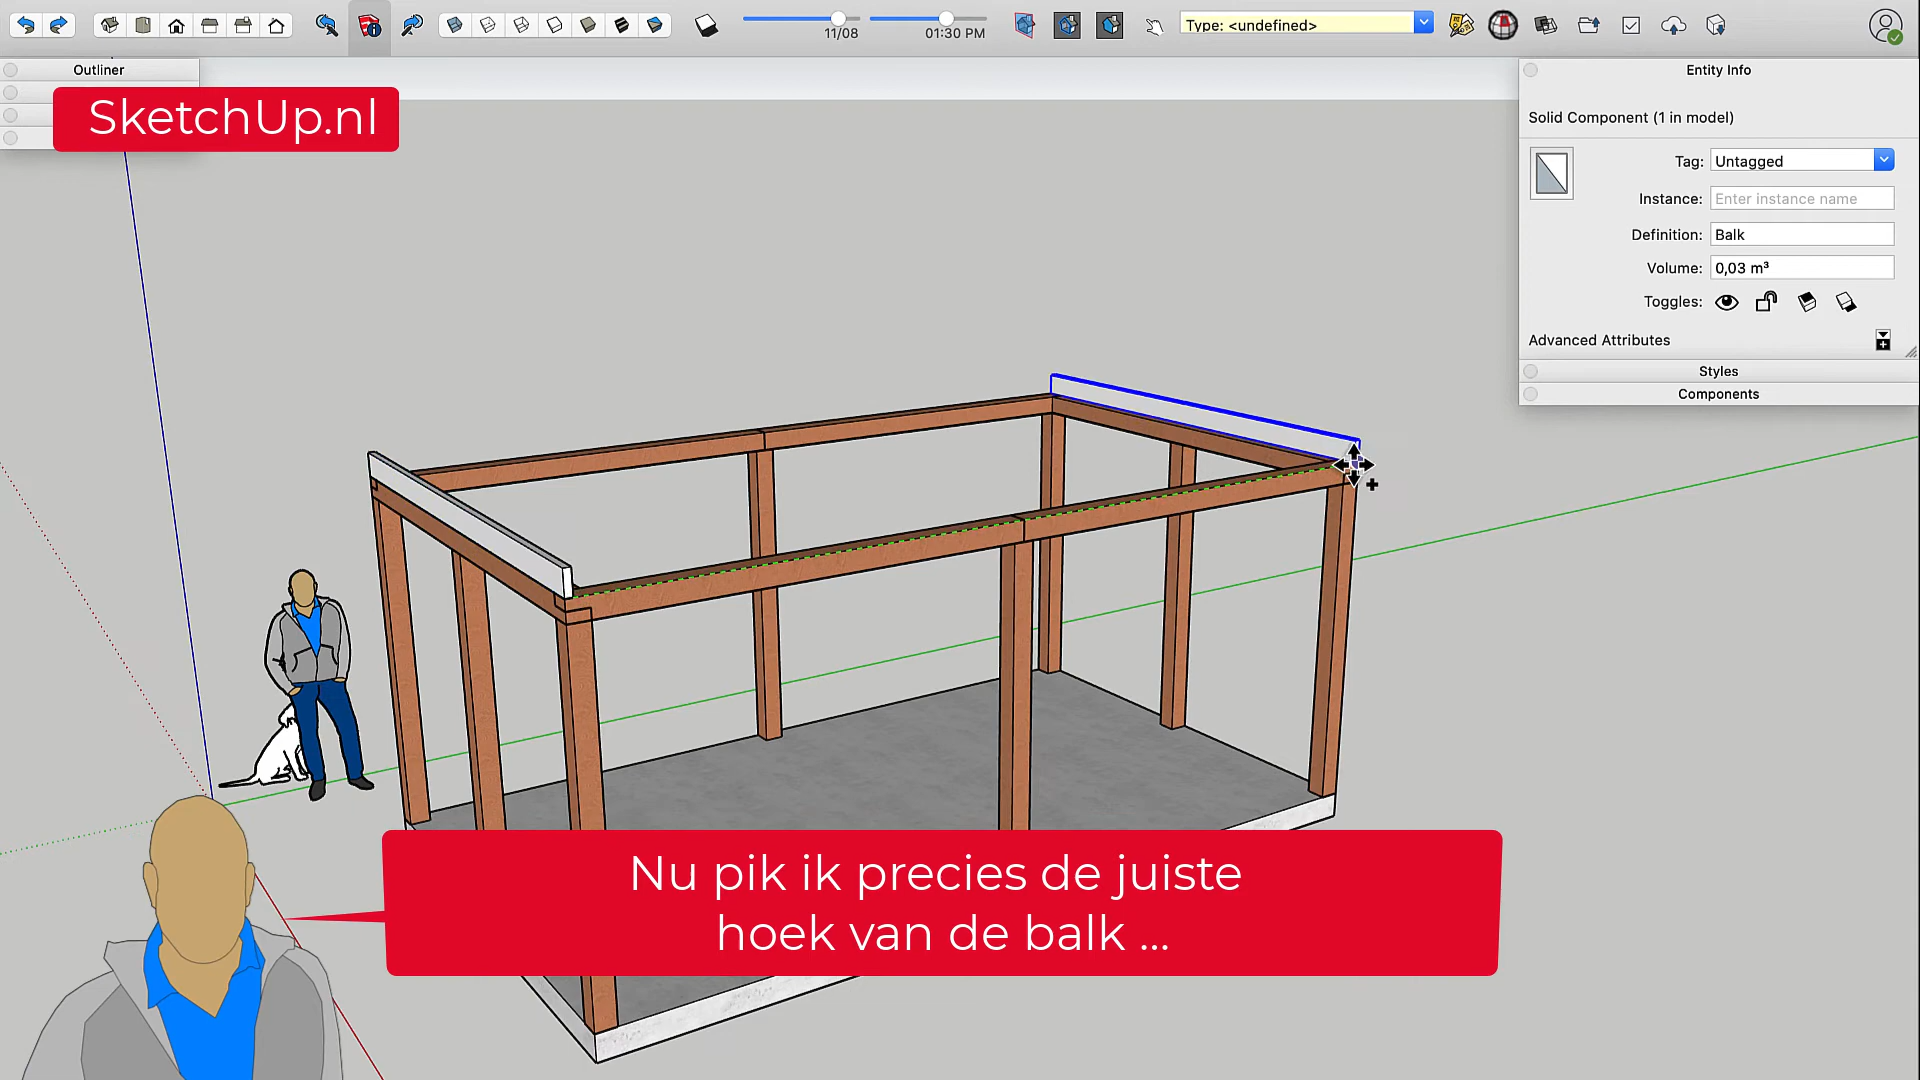 11/08
01:30 PM
Type: <undefined>
Outliner
SketchUp.nl
Entity Info
Solid Component (1 in model)
Tag: Untagged
Instance: Enter instance name
Definition: Balk
Volume: 0,03 m³
Toggles:
Advanced Attributes
Styles
Components
Nu pik ik precies de juiste
hoek van de balk ...